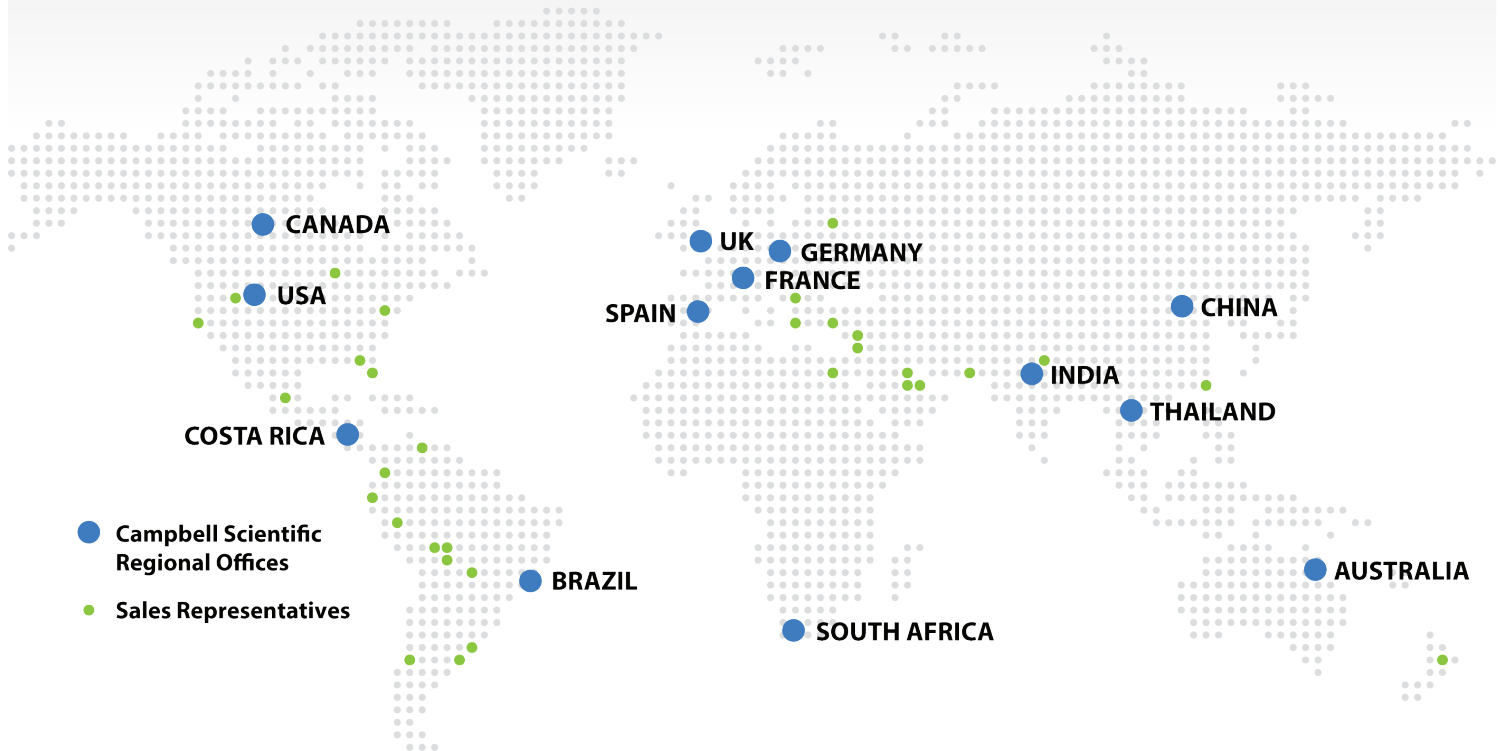 CANADA
UK
GERMANY
FRANCE
USA
SPAIN
CHINA
INDIA
THAILAND
COSTA RICA
Campbell Scientific
Regional Offices
BRAZIL
AUSTRALIA
Sales Representatives
SOUTH AFRICA